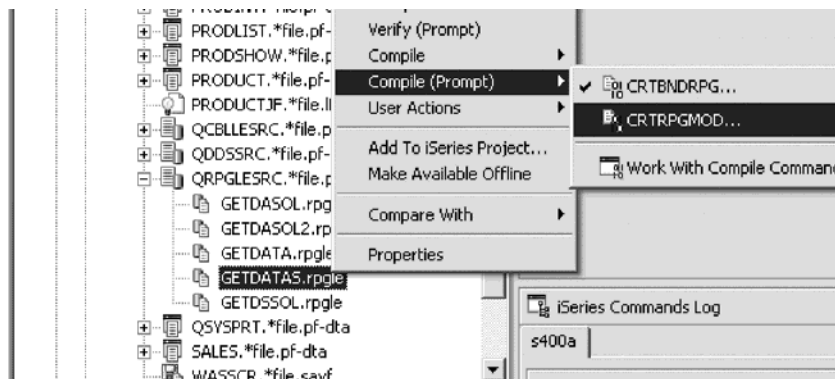 PRODLIST.*file.pf-
PRODSHOW.*file.p
PRODUCT.*file.pf-
PRODUCTJF.*file.l
QCBLLESRC.*file.p
QDDSSRC.*file.pf-
QRPGLESRC.*file.p
GETDASOL.rpg
GETDASOL2.rp
GETDATA.rpgle
GETDATAS.rpgle
GETDSSOL.rpgle
QSYSPRT.*file.pf-dta
SALES.*file.pf-dta
WASSCR.*file.savf
Verify (Prompt)
Compile
Compile (Prompt)
User Actions
Add To iSeries Project...
Make Available Offline
Compare With
Properties
CRTBNDRPG...
CRTRPGMOD...
Work With Compile Comman
iSeries Commands Log
s400a